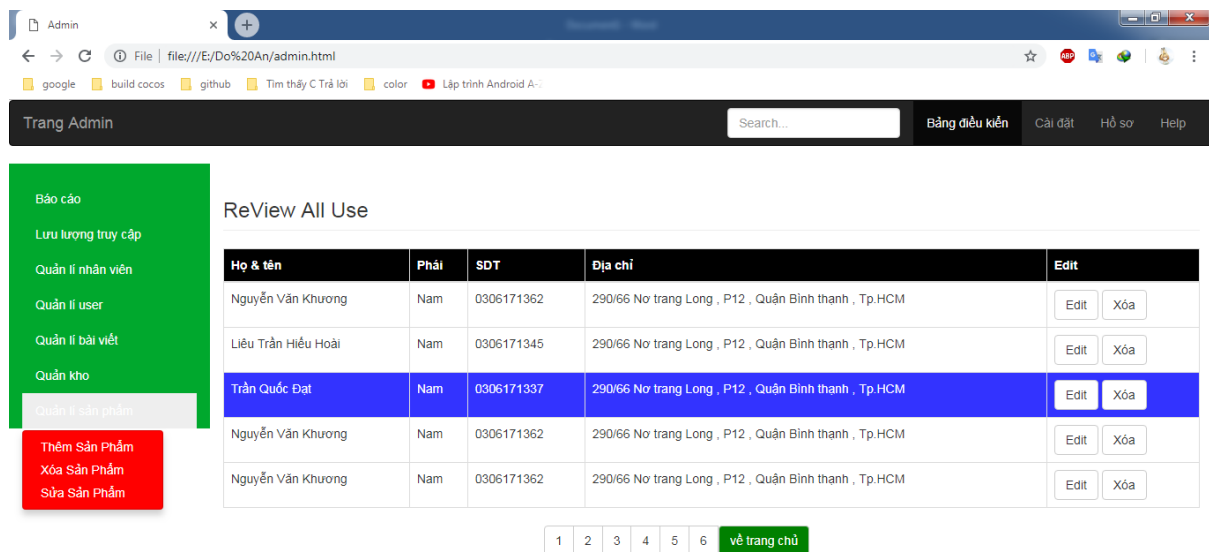 Admin
File file:///E:/Do%20An/admin.html
ABP
google build cocos github Tìm thấy C Trả lời color Lập trình Android A-
Trang Admin Search... Bảng điều kiển Cài đặt Hồ sơ Help
Báo cáo
Lưu lượng truy cập
Quản lí nhân viên
Quản lí user
Quản lí bài viết
Quản kho
Quản lí sản phẩm
Thêm Sản Phẩm
Xóa Sản Phẩm
Sửa Sản Phẩm
ReView All Use
Họ & tên Phái SDT Địa chỉ Edit
Nguyễn Văn Khương Nam 0306171362 290/66 Nơ trang Long , P12 , Quận Bình thạnh , Tp.HCM Edit Xóa
Liêu Trần Hiếu Hoài Nam 0306171345 290/66 Nơ trang Long , P12 , Quận Bình thạnh , Tp.HCM Edit Xóa
Trần Quốc Đạt Nam 0306171337 290/66 Nơ trang Long , P12 , Quận Bình thạnh , Tp.HCM Edit Xóa
Nguyễn Văn Khương Nam 0306171362 290/66 Nơ trang Long , P12 , Quận Bình thạnh , Tp.HCM Edit Xóa
Nguyễn Văn Khương Nam 0306171362 290/66 Nơ trang Long , P12 , Quận Bình thạnh , Tp.HCM Edit Xóa
1 2 3 4 5 6 về trang chủ